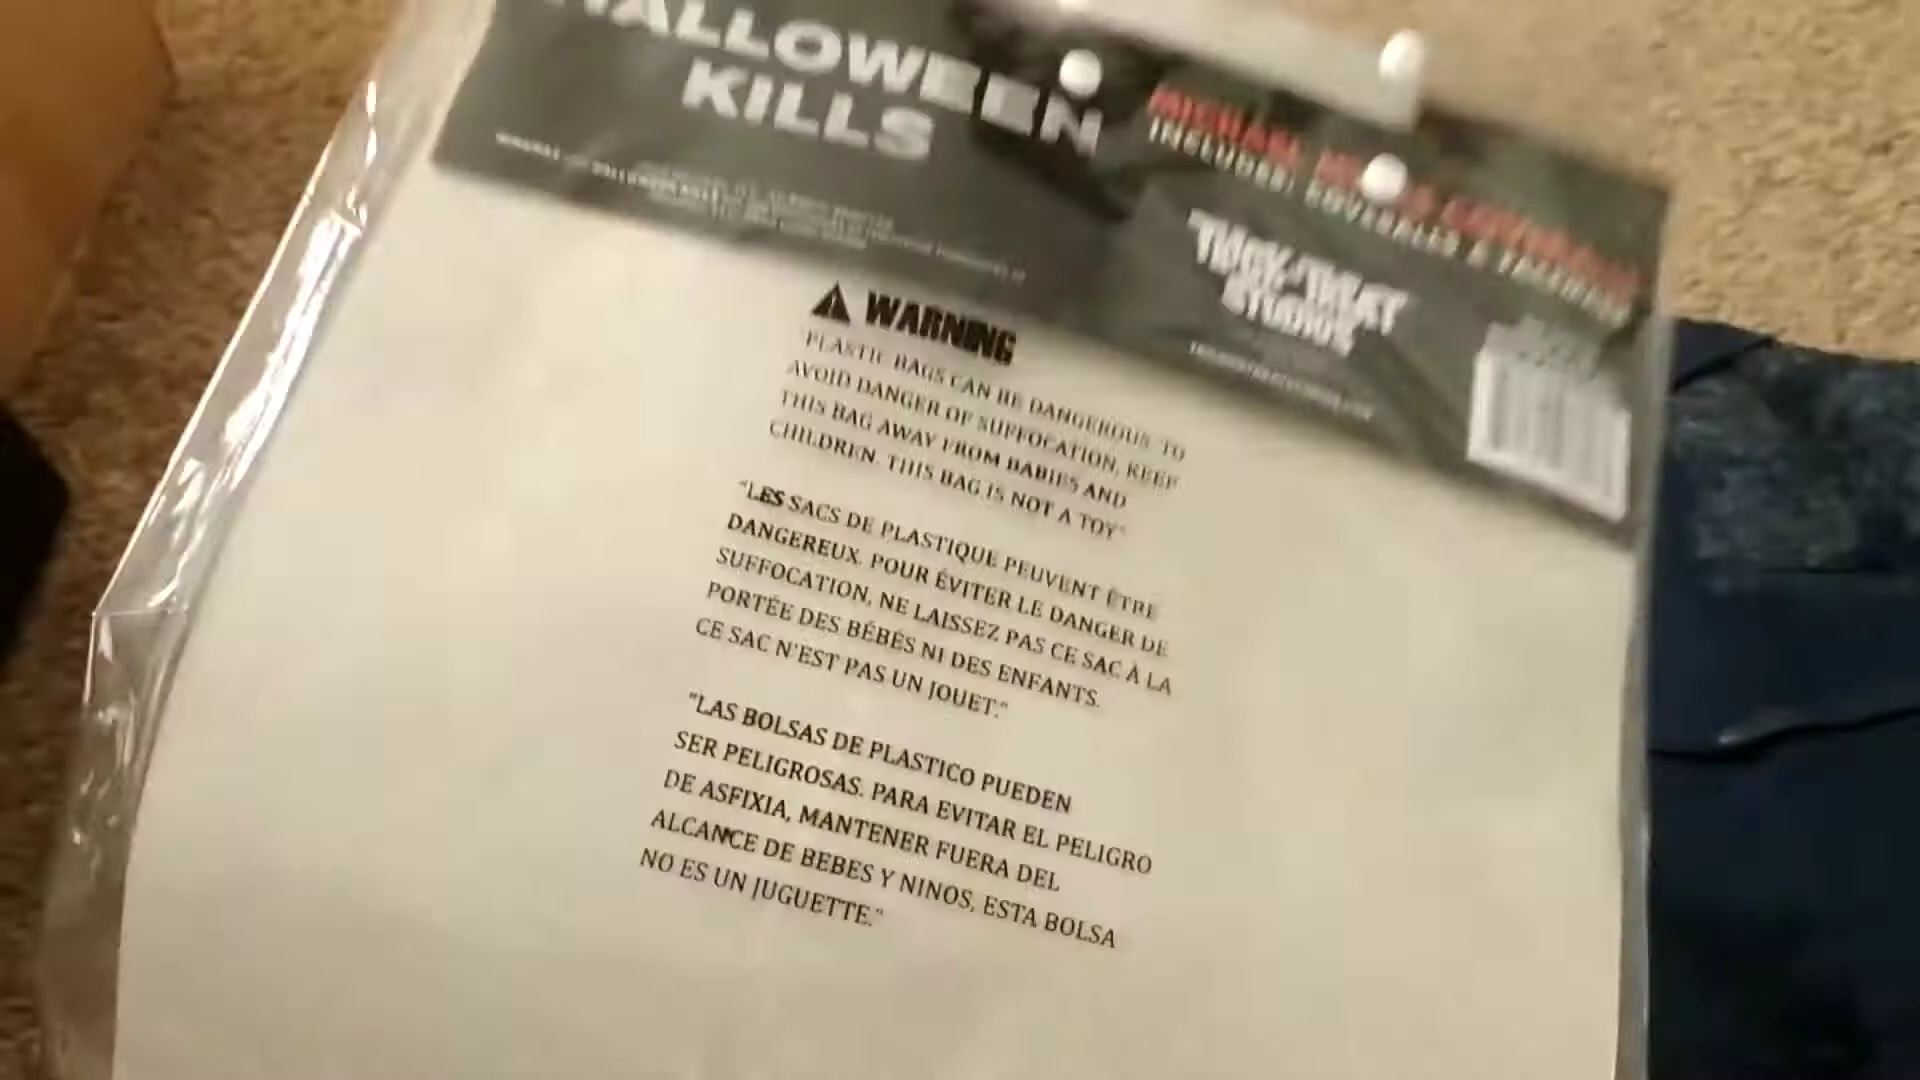 HALLOWEEN
KILLS
INCLUDES: COVERALLS &
TRICK OR TREAT
STUDIOS
WARNING
PLASTIC BAGS CAN BE DANGEROUS. TO
AVOID DANGER OF SUFFOCATION, KEEP
THIS BAG AWAY FROM BABIES AND
CHILDREN. THIS BAG IS NOT A TOY"
"LES SACS DE PLASTIQUE PEUVENT ÊTRE
DANGEREUX. POUR ÉVITER LE DANGER DE
SUFFOCATION, NE LAISSEZ PAS CE SAC À LA
PORTÉE DES BÉBÉS NI DES ENFANTS.
CE SAC N'EST PAS UN JOUET."
"LAS BOLSAS DE PLASTICO PUEDEN
SER PELIGROSAS. PARA EVITAR EL PELIGRO
DE ASFIXIA, MANTENER FUERA DEL
ALCANCE DE BEBES Y NINOS, ESTA BOLSA
NO ES UN JUGUETTE."